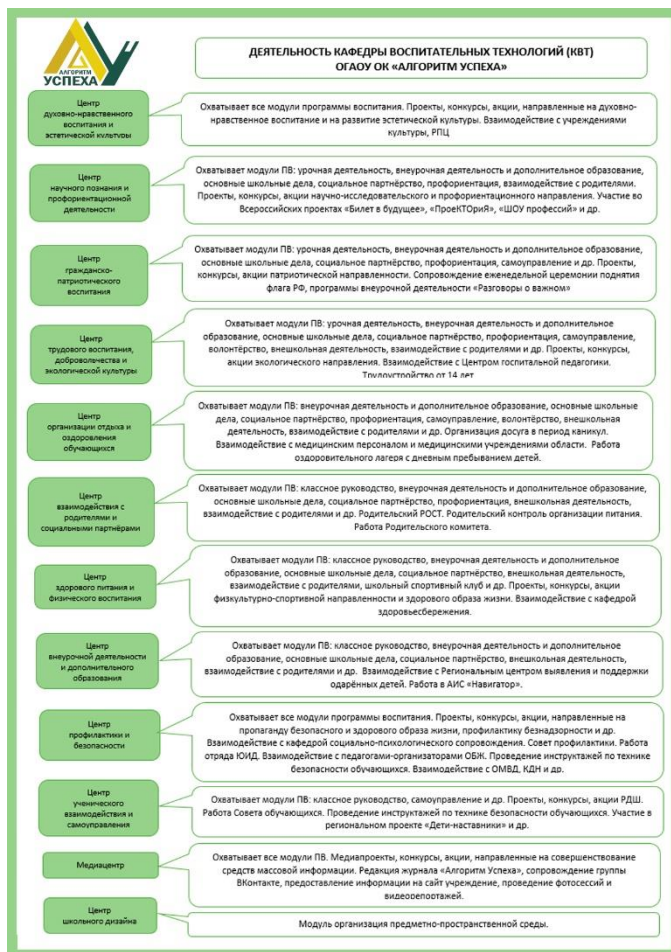 АЛГОРИТМ
УСПЕХА
ДЕЯТЕЛЬНОСТЬ КАФЕДРЫ ВОСПИТАТЕЛЬНЫХ ТЕХНОЛОГИЙ (КВТ)
ОГАОУ ОК «АЛГОРИТМ УСПЕХА»
Центр
духовно-нравственного
воспитания и
эстетической культуры
Охватывает все модули программы воспитания. Проекты, конкурсы, акции, направленные на духовно-
нравственное воспитание и на развитие эстетической культуры. Взаимодействие с учреждениями
культуры, РПЦ
Центр
научного познания и
профориентационной
деятельности
Охватывает модули ПВ: урочная деятельность, внеурочная деятельность и дополнительное образование,
основные школьные дела, социальное партнёрство, профориентация, взаимодействие с родителями.
Проекты, конкурсы, акции научно-исследовательского и профориентационного направления. Участие во
Всероссийских проектах «Билет в будущее», «ПроеКТОриЯ», «ШОУ профессий» и др.
Центр
гражданско-
патриотического
воспитания
Охватывает модули ПВ: урочная деятельность, внеурочная деятельность и дополнительное образование,
основные школьные дела, социальное партнёрство, профориентация, самоуправление и др. Проекты,
конкурсы, акции патриотической направленности. Сопровождение еженедельной церемонии поднятия
флага РФ, программы внеурочной деятельности «Разговоры о важном»
Центр
трудового воспитания,
добровольчества и
экологической культуры
Охватывает модули ПВ: урочная деятельность, внеурочная деятельность и дополнительное
образование, основные школьные дела, социальное партнёрство, профориентация, самоуправление,
волонтёрство, внешкольная деятельность, взаимодействие с родителями и др. Проекты, конкурсы,
акции экологического направления. Взаимодействие с Центром госпитальной педагогики.
Трудоустройство от 14 лет
Центр
организации отдыха и
оздоровления
обучающихся
Охватывает модули ПВ: внеурочная деятельность и дополнительное образование, основные школьные
дела, социальное партнёрство, профориентация, самоуправление, волонтёрство, внешкольная
деятельность, взаимодействие с родителями и др. Организация досуга в период каникул.
Взаимодействие с медицинским персоналом и медицинскими учреждениями области. Работа
оздоровительного лагеря с дневным пребыванием детей.
Центр
взаимодействия с
родителями и
социальными партнёрами
Охватывает модули ПВ: классное руководство, внеурочная деятельность и дополнительное образование,
основные школьные дела, социальное партнёрство, профориентация, внешкольная деятельность,
взаимодействие с родителями и др. Родительский РОСТ. Родительский контроль организации питания.
Работа Родительского комитета.
Центр
здорового питания и
физического воспитания
Охватывает модули ПВ: классное руководство, внеурочная деятельность и дополнительное
образование, основные школьные дела, социальное партнёрство, внешкольная деятельность,
взаимодействие с родителями, школьный спортивный клуб и др. Проекты, конкурсы, акции
физкультурно-спортивной направленности и здорового образа жизни. Взаимодействие с кафедрой
здоровьесбережения.
Центр
внеурочной деятельности
и дополнительного
образования
Охватывает модули ПВ: классное руководство, внеурочная деятельность и дополнительное
образование, основные школьные дела, социальное партнёрство, внешкольная деятельность,
взаимодействие с родителями и др. Взаимодействие с Региональным центром выявления и поддержки
одарённых детей. Работа в АИС «Навигатор».
Центр
профилактики и
безопасности
Охватывает все модули программы воспитания. Проекты, конкурсы, акции, направленные на
пропаганду безопасного и здорового образа жизни, профилактику безнадзорности и др.
Взаимодействие с кафедрой социально-психологического сопровождения. Совет профилактики. Работа
отряда ЮИД. Взаимодействие с педагогами-организаторами ОБЖ. Проведение инструктажей по технике
безопасности обучающихся. Взаимодействие с ОМВД, КДН и др.
Центр
ученического
взаимодействия и
самоуправления
Охватывает модули ПВ: классное руководство, самоуправление и др. Проекты, конкурсы, акции РДШ.
Работа Совета обучающихся. Проведение инструктажей по технике безопасности обучающихся. Участие в
региональном проекте «Дети-наставники» и др.
Медиацентр
Охватывает все модули ПВ. Медиапроекты, конкурсы, акции, направленные на совершенствование
средств массовой информации. Редакция журнала «Алгоритм Успеха», сопровождение группы
ВКонтакте, предоставление информации на сайт учреждение, проведение фотосессий и
видеорепортажей.
Центр
школьного дизайна
Модуль организация предметно-пространственной среды.